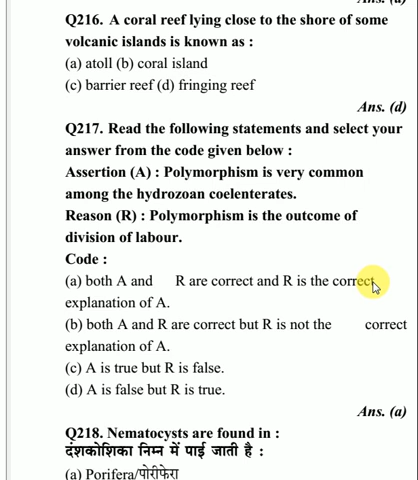 Q216. A coral reef lying close to the shore of some
volcanic islands is known as :
(a) atoll (b) coral island
(c) barrier reef (d) fringing reef
Ans. (d)
Q217. Read the following statements and select your
answer from the code given below :
Assertion (A) : Polymorphism is very common
among the hydrozoan coelenterates.
Reason (R) : Polymorphism is the outcome of
division of labour.
Code :
(a) both A and R are correct and R is the correct
explanation of A.
(b) both A and R are correct but R is not the correct
explanation of A.
(c) A is true but R is false.
(d) A is false but R is true.
Ans. (a)
Q218. Nematocysts are found in :
दंशकोशिका निम्न में पाई जाती है :
(a) Porifera/पोरीफेरा